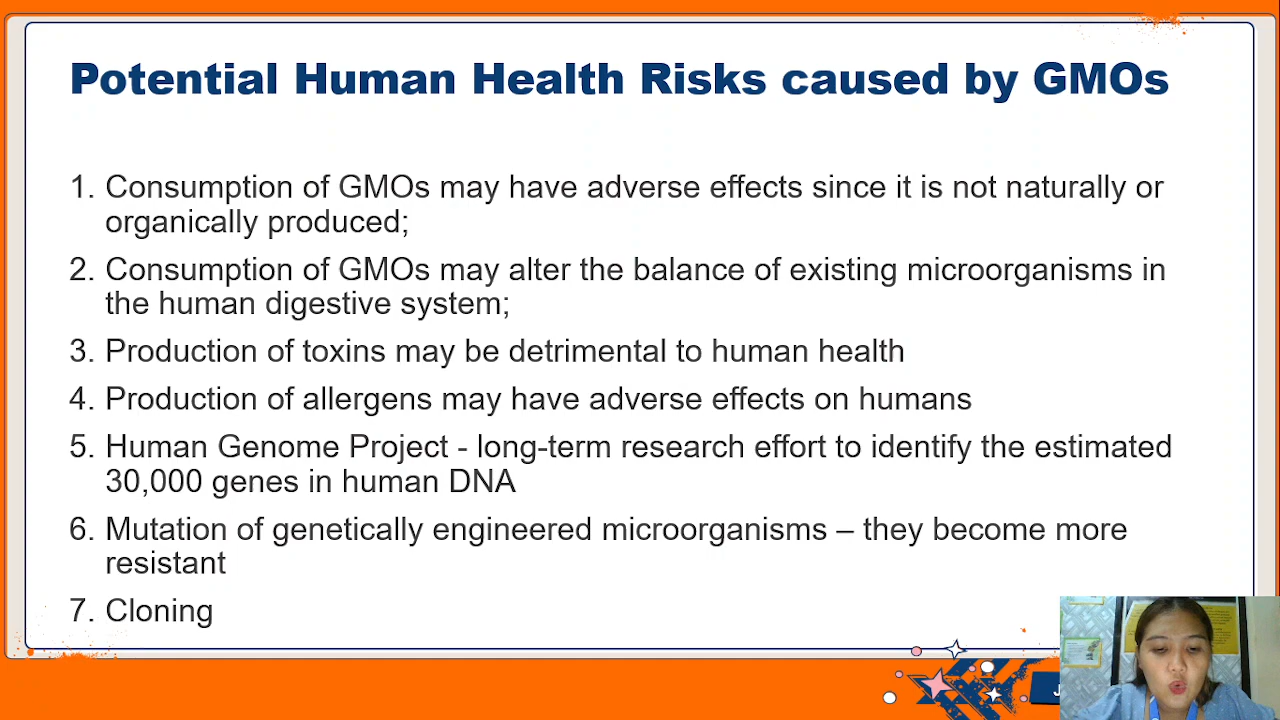 Potential Human Health Risks caused by GMOs
1. Consumption of GMOs may have adverse effects since it is not naturally or
organically produced;
2. Consumption of GMOs may alter the balance of existing microorganisms in
the human digestive system;
3. Production of toxins may be detrimental to human health
4. Production of allergens may have adverse effects on humans
5. Human Genome Project - long-term research effort to identify the estimated
30,000 genes in human DNA
6. Mutation of genetically engineered microorganisms – they become more
resistant
7. Cloning